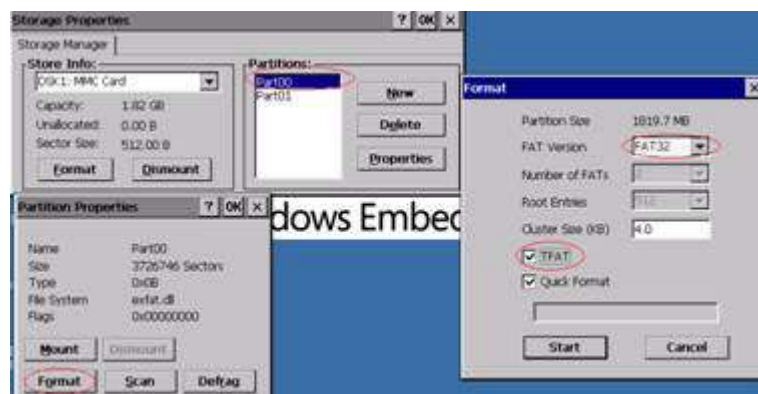 Storage Properties ? OK ×
Storage Manager
Store Info:
DSK1: MMC Card
Capacity: 1.82 GB
Unallocated: 0.00 B
Sector Size: 512.00 B
Format Dismount
Partitions:
Part00
Part01
New
Delete
Properties
Partition Properties ? OK ×
Name Part00
Size 3726746 Sectors
Type 0x0B
File System exfat.dll
Flags 0x00000000
Mount Dismount
Format Scan Defrag
dows Embed
Format ×
Partition Size 1819.7 MB
FAT Version FAT32
Number of FATs 2
Root Entries 512
Cluster Size (KB) 4.0
TFAT
Quick Format
Start Cancel